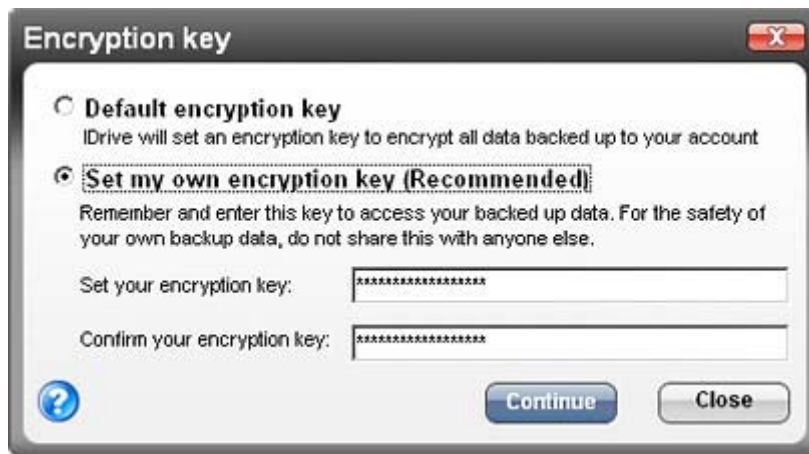 Encryption key
X
Default encryption key
IDrive will set an encryption key to encrypt all data backed up to your account
Set my own encryption key (Recommended)
Remember and enter this key to access your backed up data. For the safety of
your own backup data, do not share this with anyone else.
Set your encryption key: ******************
Confirm your encryption key: ******************
? Continue Close